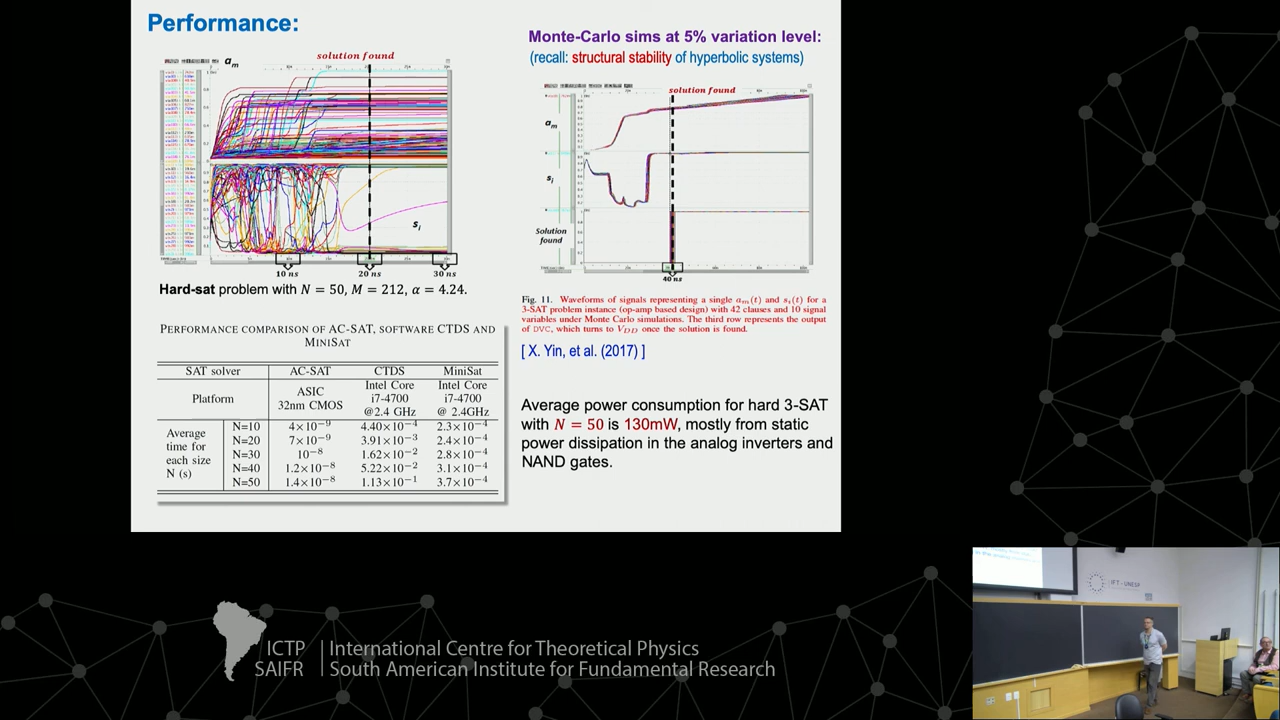 Performance:
a_m
solution found
s_i
10 ns
20 ns
30 ns
Hard-sat problem with N = 50, M = 212, α = 4.24.
PERFORMANCE COMPARISON OF AC-SAT, SOFTWARE CTDS AND
MINISAT
SAT solver AC-SAT CTDS MiniSat
Platform ASIC 32nm CMOS Intel Core i7-4700 @2.4 GHz Intel Core i7-4700 @ 2.4GHz
Average time for each size N (s)
N=10 4×10⁻⁹ 4.40×10⁻⁴ 2.3×10⁻⁴
N=20 7×10⁻⁹ 3.91×10⁻³ 2.4×10⁻⁴
N=30 10⁻⁸ 1.62×10⁻² 2.8×10⁻⁴
N=40 1.2×10⁻⁸ 5.22×10⁻² 3.1×10⁻⁴
N=50 1.4×10⁻⁸ 1.13×10⁻¹ 3.7×10⁻⁴
Monte-Carlo sims at 5% variation level:
(recall: structural stability of hyperbolic systems)
solution found
a_m
s_i
Solution
found
40 ns
Fig. 11. Waveforms of signals representing a single a_m(t) and s_i(t) for a
3-SAT problem instance (op-amp based design) with 42 clauses and 10 signal
variables under Monte Carlo simulations. The third row represents the output
of DVC, which turns to V_DD once the solution is found.
[ X. Yin, et al. (2017) ]
Average power consumption for hard 3-SAT
with N = 50 is 130mW, mostly from static
power dissipation in the analog inverters and
NAND gates.
IFT - UNESP
ICTP
SAIFR
International Centre for Theoretical Physics
South American Institute for Fundamental Research